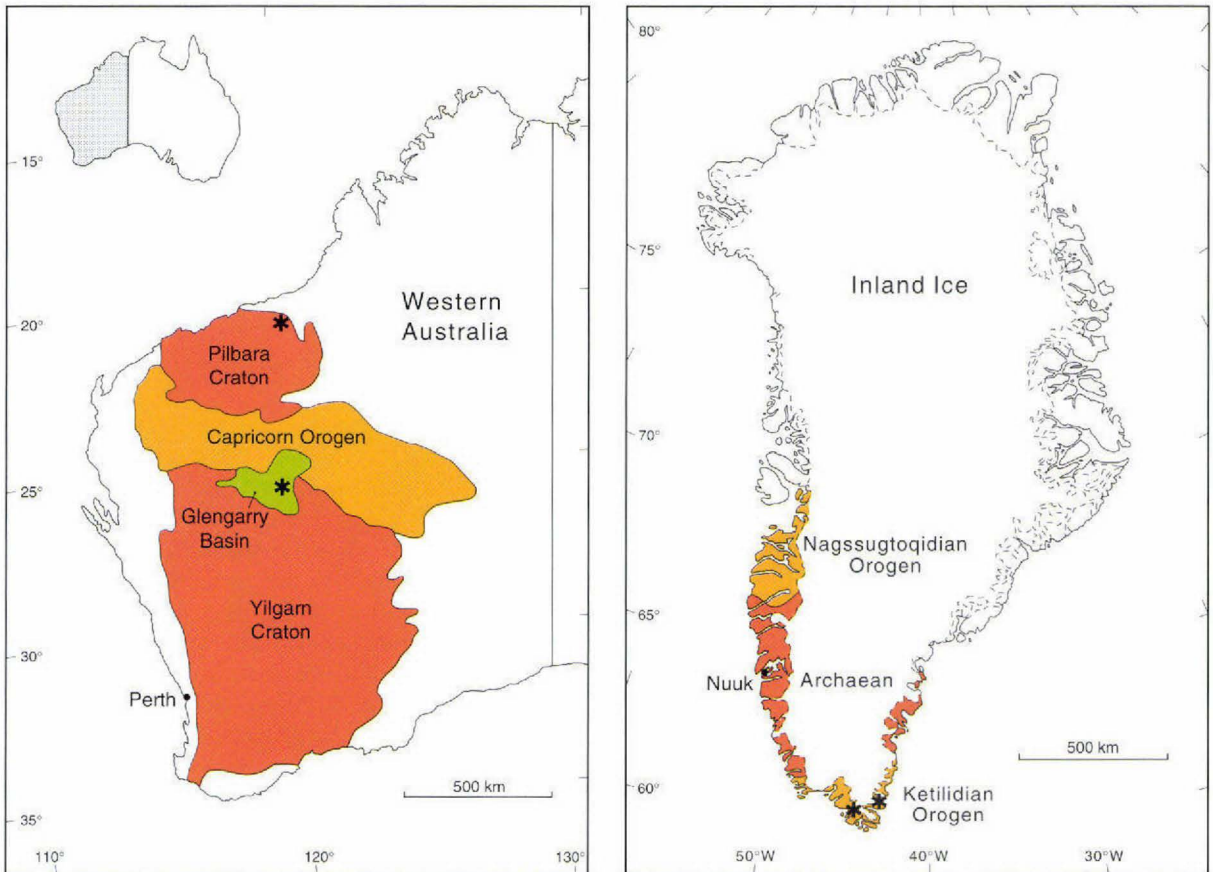 15°
20°
25°
30°
35°
110°
120°
130°
Western
Australia
Pilbara
Craton
Capricorn Orogen
Glengarry
Basin
Yilgarn
Craton
Perth
500 km
80°
75°
70°
65°
60°
50°W
40°W
30°W
Inland Ice
Nagssugtoqidian
Orogen
Nuuk
Archaean
500 km
Ketilidian
Orogen